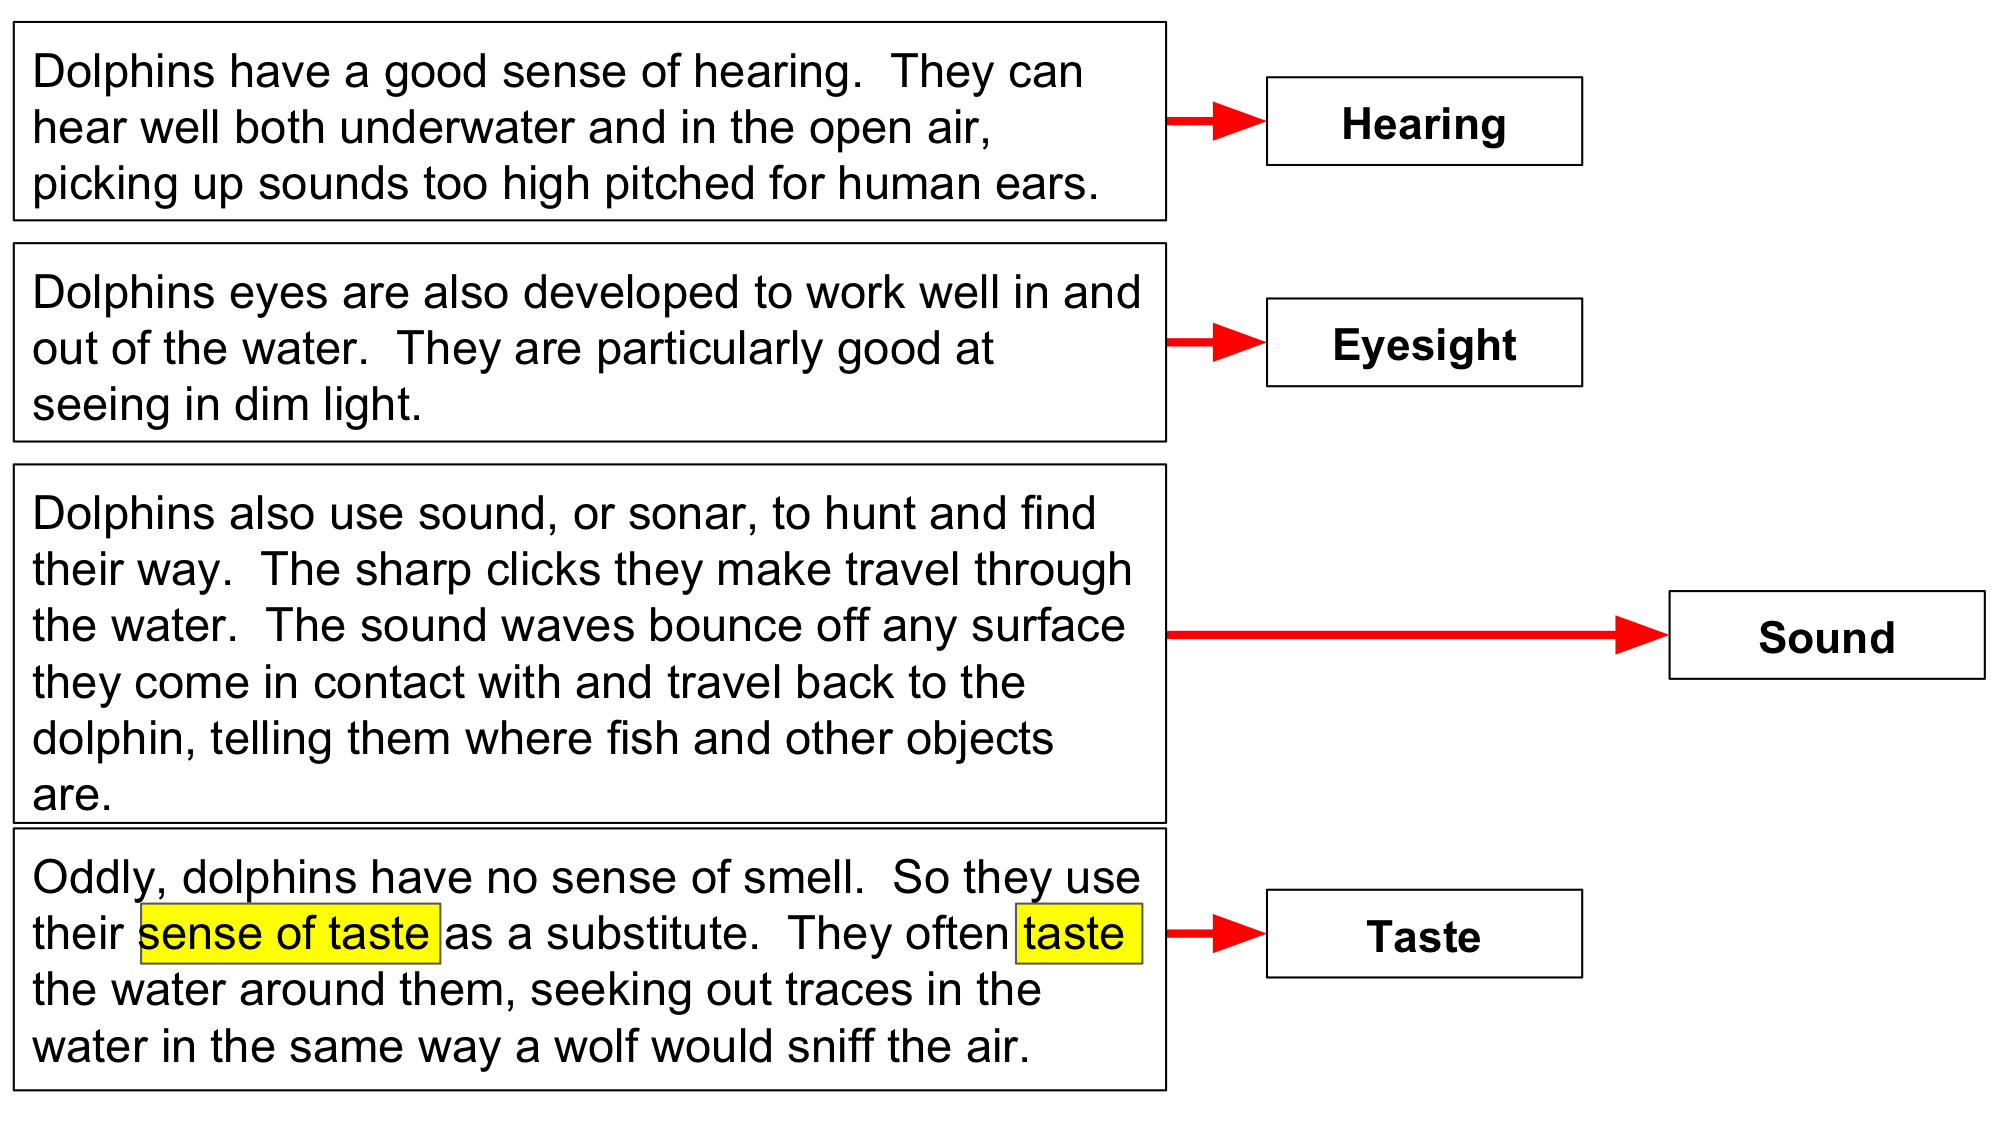 Dolphins have a good sense of hearing.  They can
hear well both underwater and in the open air,
picking up sounds too high pitched for human ears.
Hearing
Dolphins eyes are also developed to work well in and
out of the water.  They are particularly good at
seeing in dim light.
Eyesight
Dolphins also use sound, or sonar, to hunt and find
their way.  The sharp clicks they make travel through
the water.  The sound waves bounce off any surface
they come in contact with and travel back to the
dolphin, telling them where fish and other objects
are.
Sound
Oddly, dolphins have no sense of smell.  So they use
their sense of taste as a substitute.  They often taste
the water around them, seeking out traces in the
water in the same way a wolf would sniff the air.
Taste